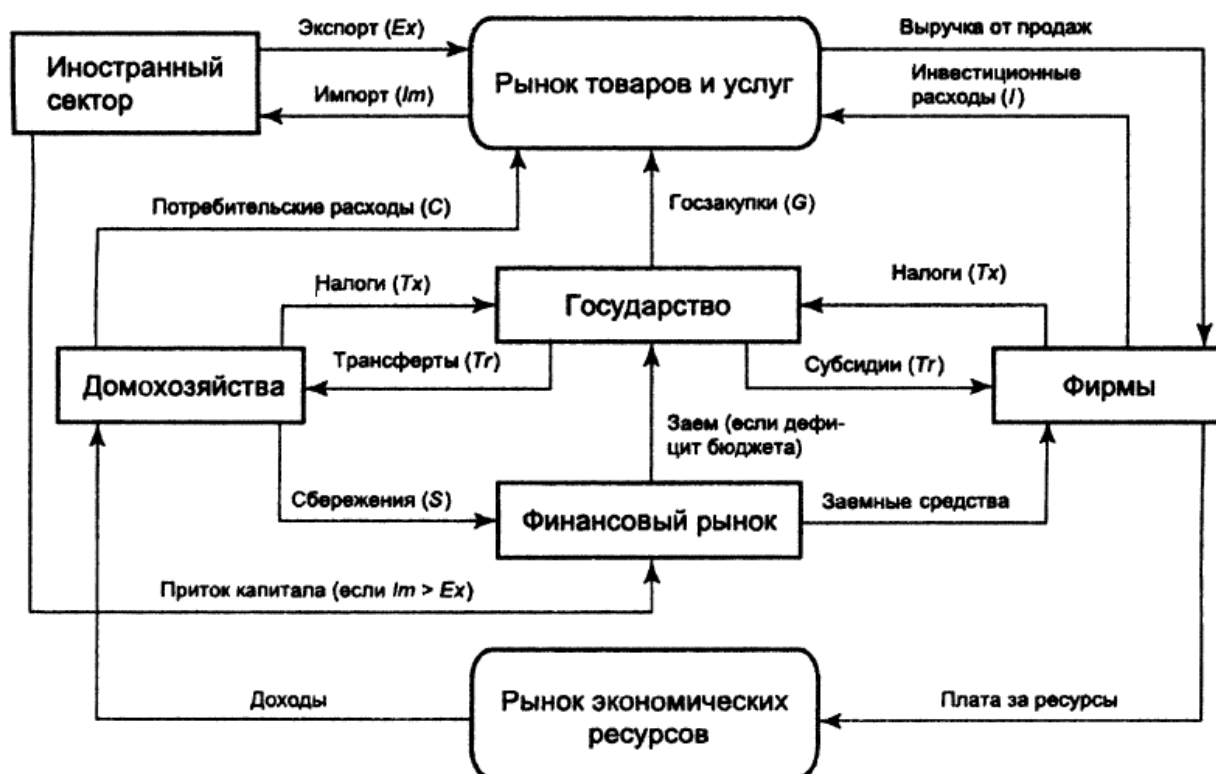 Экспорт (Ex)
Выручка от продаж
Иностранный
сектор
Рынок товаров и услуг
Инвестиционные
расходы (I)
Импорт (Im)
Потребительские расходы (C)
Госзакупки (G)
Налоги (Tx)
Государство
Налоги (Tx)
Домохозяйства
Трансферты (Tr)
Субсидии (Tr)
Фирмы
Заем (если дефи-
цит бюджета)
Сбережения (S)
Финансовый рынок
Заемные средства
Приток капитала (если Im > Ex)
Доходы
Рынок экономических
ресурсов
Плата за ресурсы